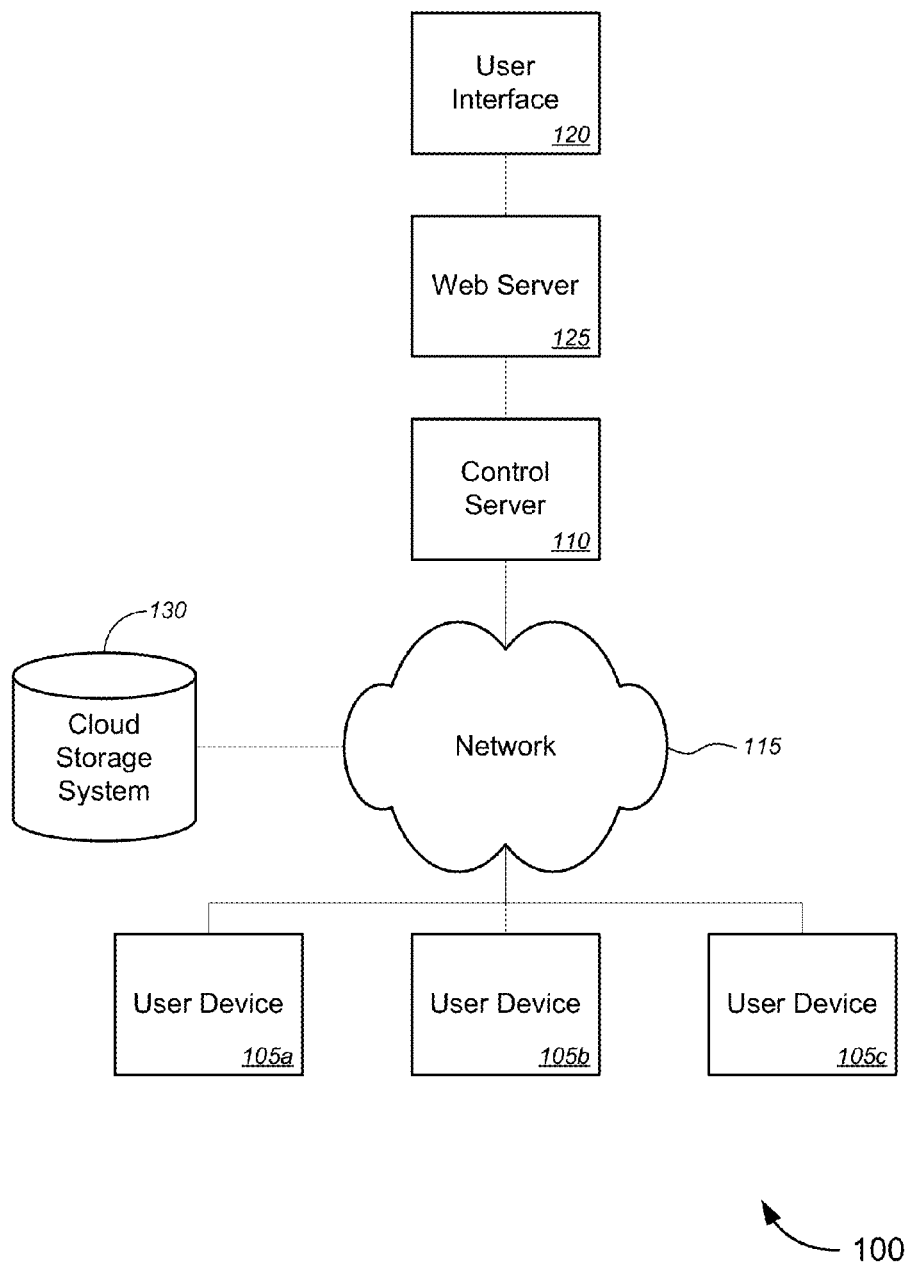 User
Interface
120
Web Server
125
Control
Server
110
130
Cloud
Storage
System
Network
115
User Device
105a
User Device
105b
User Device
105c
100